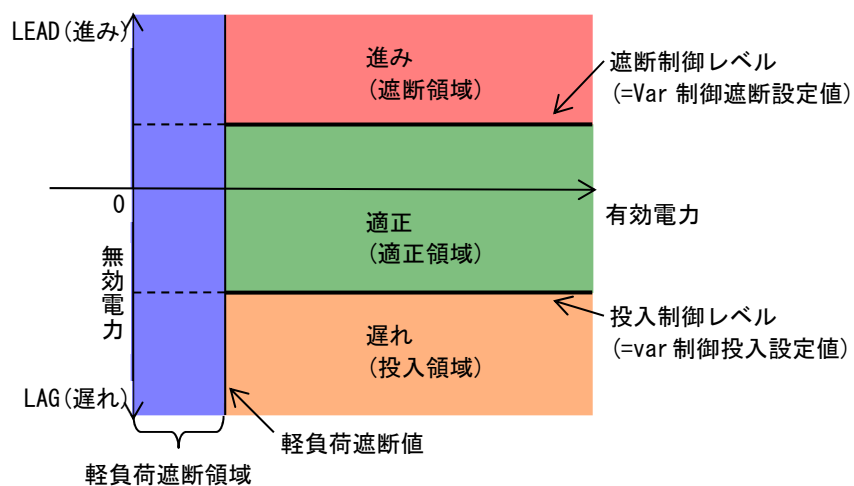 LEAD(進み)
進み
(遮断領域)
遮断制御レベル
(=Var 制御遮断設定値)
0
有効電力
無効電力
適正
(適正領域)
投入制御レベル
(=var 制御投入設定値)
遅れ
(投入領域)
LAG(遅れ)
軽負荷遮断値
軽負荷遮断領域